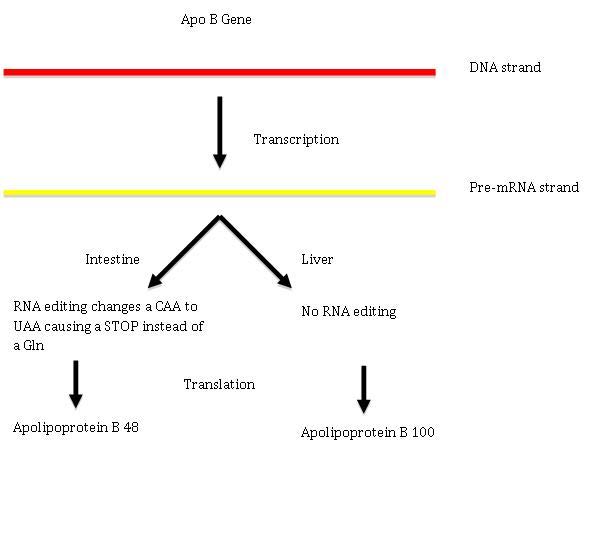 Apo B Gene
DNA strand
Transcription
Pre-mRNA strand
Intestine
Liver
RNA editing changes a CAA to
UAA causing a STOP instead of
a Gln
No RNA editing
Translation
Apolipoprotein B 48
Apolipoprotein B 100